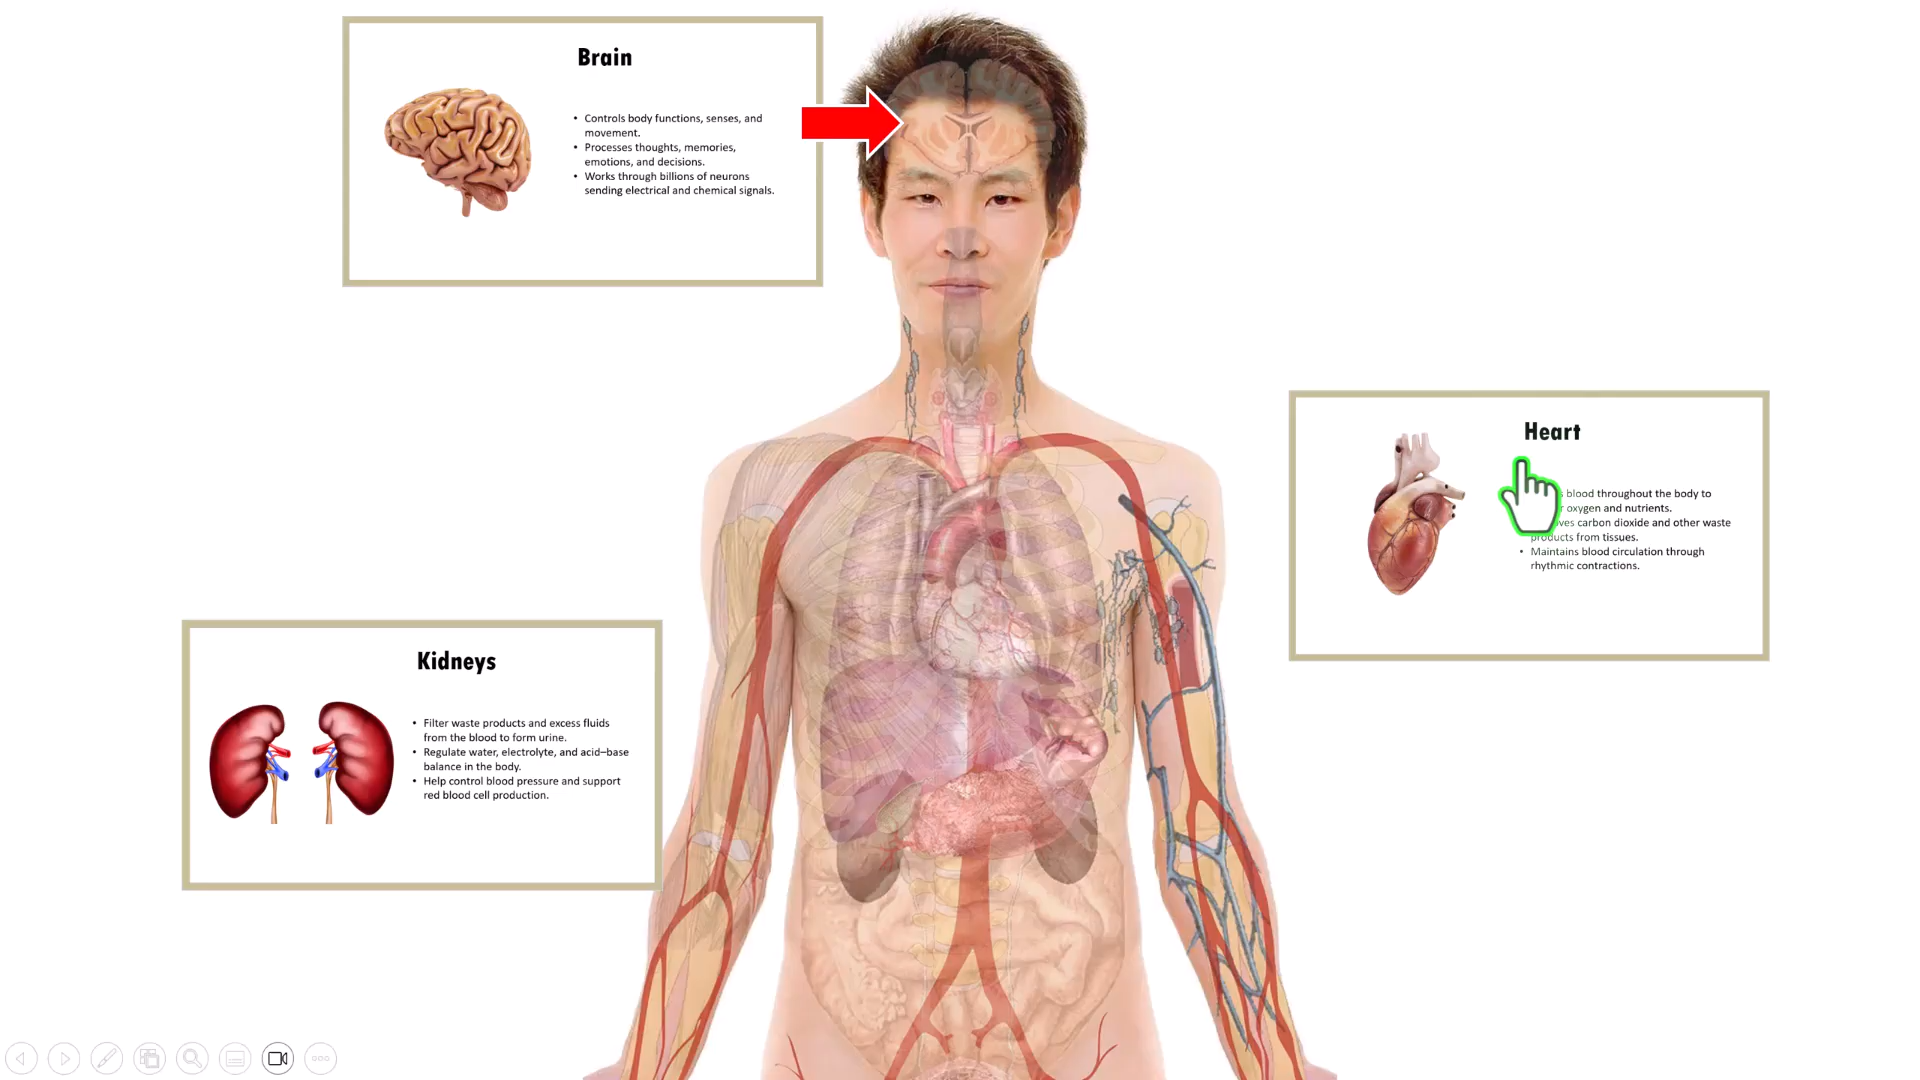 Brain
• Controls body functions, senses, and
movement.
• Processes thoughts, memories,
emotions, and decisions.
• Works through billions of neurons
sending electrical and chemical signals.
Heart
blood throughout the body to
oxygen and nutrients.
carbon dioxide and other waste
products from tissues.
• Maintains blood circulation through
rhythmic contractions.
Kidneys
• Filter waste products and excess fluids
from the blood to form urine.
• Regulate water, electrolyte, and acid–base
balance in the body.
• Help control blood pressure and support
red blood cell production.